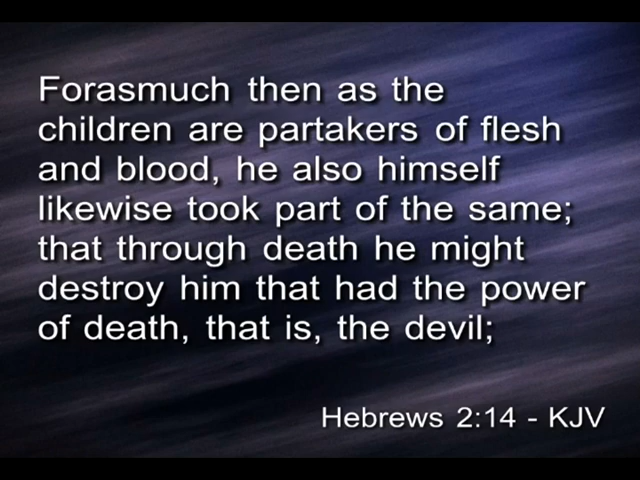 Forasmuch then as the
children are partakers of flesh
and blood, he also himself
likewise took part of the same;
that through death he might
destroy him that had the power
of death, that is, the devil;
Hebrews 2:14 - KJV